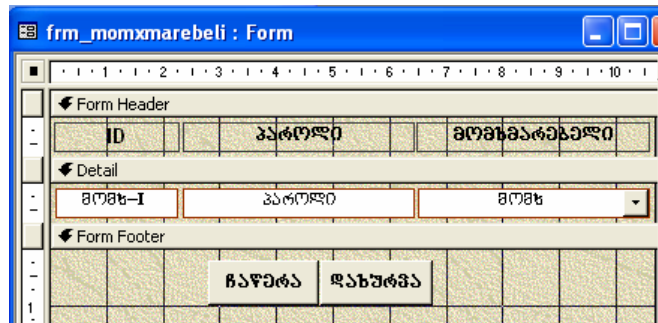 frm_momxmarebeli : Form
1 2 3 4 5 6 7 8 9 10
Form Header
ID პაროლი მომხმარებელი
Detail
მომხ-I პაროლი მომხ
Form Footer
ჩაწერა დახურვა
1